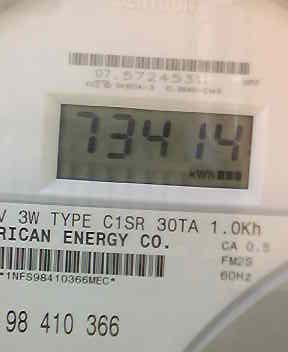 07.5724531
73414
kWh
V 3W TYPE C1SR 30TA 1.0Kh
RICAN ENERGY CO.
CA 0.5
FM2S
60Hz
*1NFS98410366MEC*
98 410 366